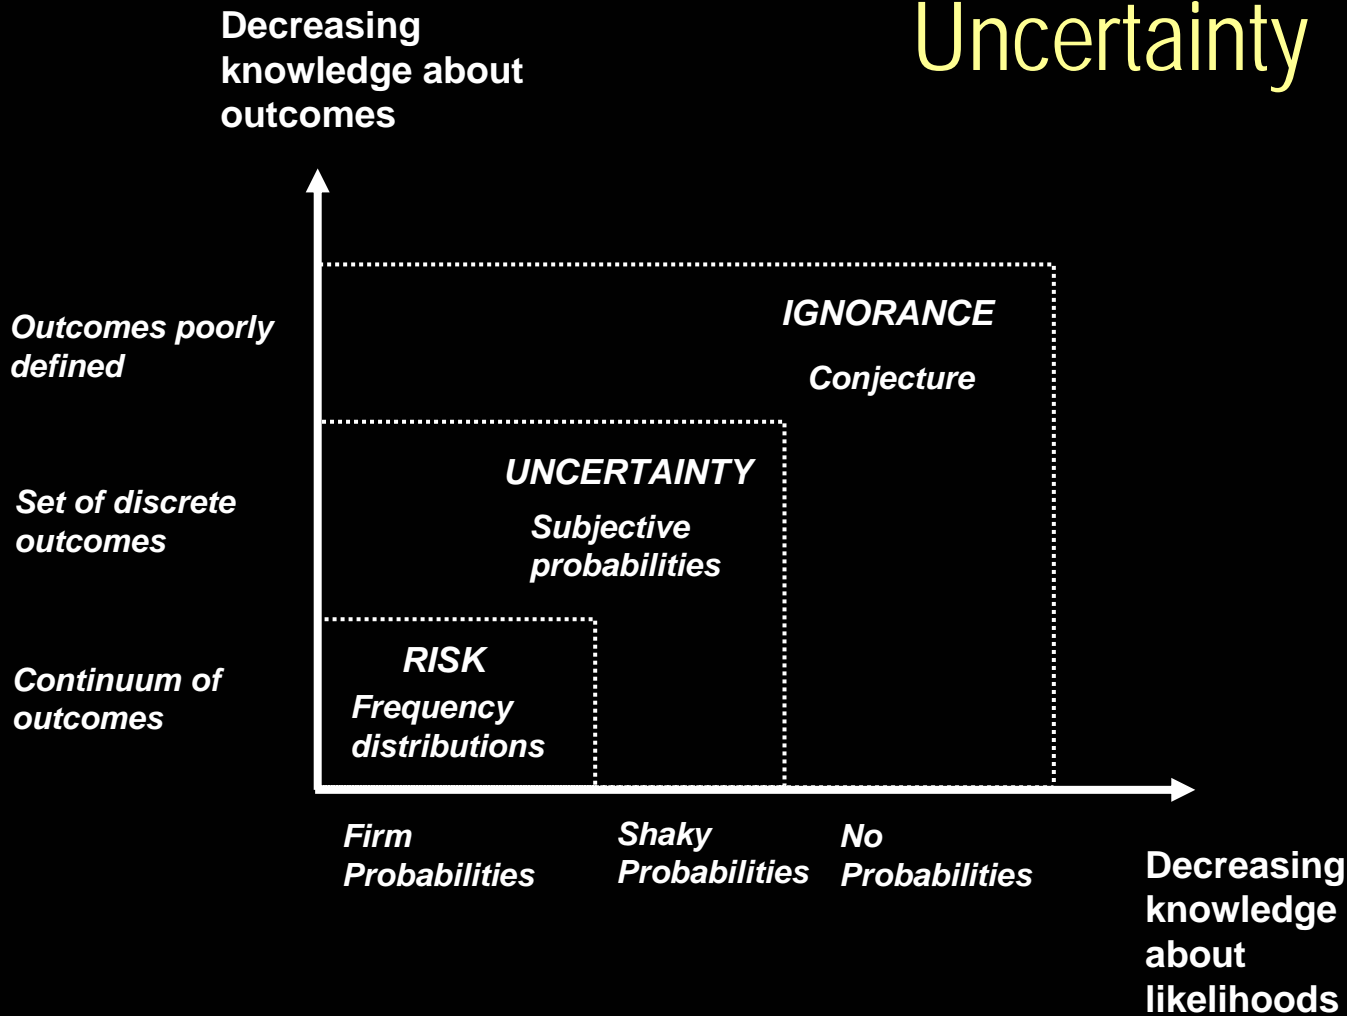 Uncertainty
Decreasing
knowledge about
outcomes
Outcomes poorly
defined
IGNORANCE
Conjecture
Set of discrete
outcomes
UNCERTAINTY
Subjective
probabilities
Continuum of
outcomes
RISK
Frequency
distributions
Firm
Probabilities
Shaky
Probabilities
No
Probabilities
Decreasing
knowledge
about
likelihoods